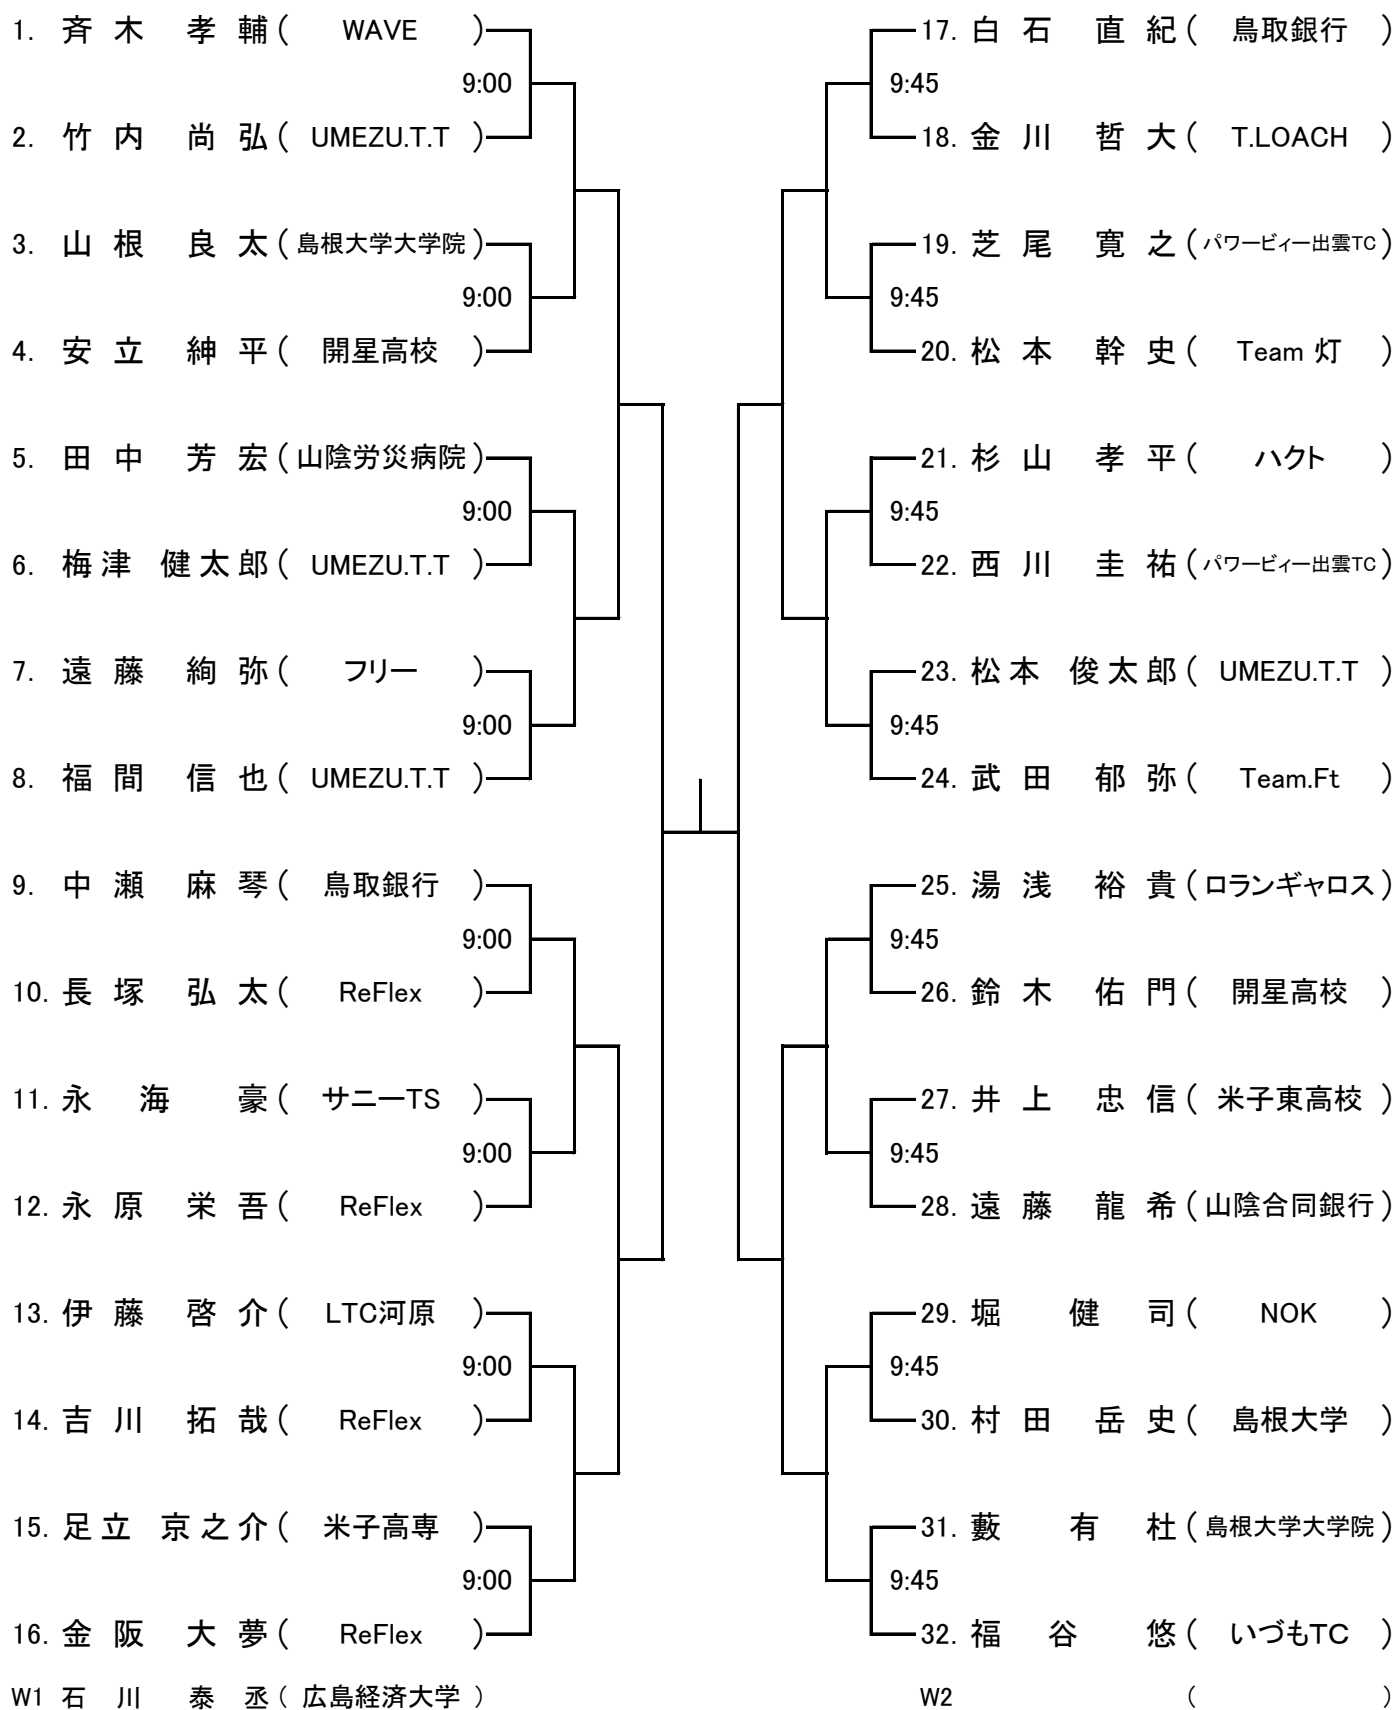 1. 斉木 孝輔 ( WAVE )
9:00
2. 竹内 尚弘 ( UMEZU.T.T )
3. 山根 良太 ( 島根大学大学院 )
9:00
4. 安立 紳平 ( 開星高校 )
5. 田中 芳宏 ( 山陰労災病院 )
9:00
6. 梅津 健太郎 ( UMEZU.T.T )
7. 遠藤 絢弥 ( フリー )
9:00
8. 福間 信也 ( UMEZU.T.T )
9. 中瀬 麻琴 ( 鳥取銀行 )
9:00
10. 長塚 弘太 ( ReFlex )
11. 永海 豪 ( サニーTS )
9:00
12. 永原 栄吾 ( ReFlex )
13. 伊藤 啓介 ( LTC河原 )
9:00
14. 吉川 拓哉 ( ReFlex )
15. 足立 京之介 ( 米子高専 )
9:00
16. 金阪 大夢 ( ReFlex )
W1 石川 泰丞 ( 広島経済大学 )
17. 白石 直紀 ( 鳥取銀行 )
9:45
18. 金川 哲大 ( T.LOACH )
19. 芝尾 寛之 ( パワービィー出雲TC )
9:45
20. 松本 幹史 ( Team 灯 )
21. 杉山 孝平 ( ハクト )
9:45
22. 西川 圭祐 ( パワービィー出雲TC )
23. 松本 俊太郎 ( UMEZU.T.T )
9:45
24. 武田 郁弥 ( Team.Ft )
25. 湯浅 裕貴 ( ロランギャロス )
9:45
26. 鈴木 佑門 ( 開星高校 )
27. 井上 忠信 ( 米子東高校 )
9:45
28. 遠藤 龍希 ( 山陰合同銀行 )
29. 堀 健司 ( NOK )
9:45
30. 村田 岳史 ( 島根大学 )
31. 藪 有杜 ( 島根大学大学院 )
9:45
32. 福谷 悠 ( いづもTC )
W2 ( )